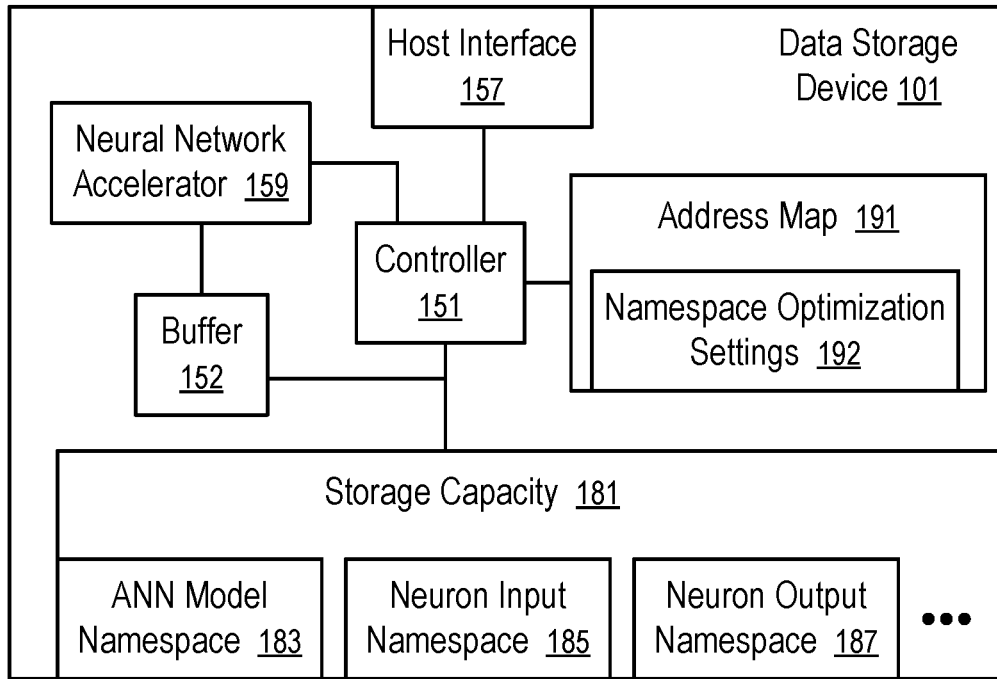 Host Interface
157
Data Storage
Device 101
Neural Network
Accelerator 159
Address Map 191
Controller
151
Namespace Optimization
Settings 192
Buffer
152
Storage Capacity 181
ANN Model
Namespace 183
Neuron Input
Namespace 185
Neuron Output
Namespace 187
•••